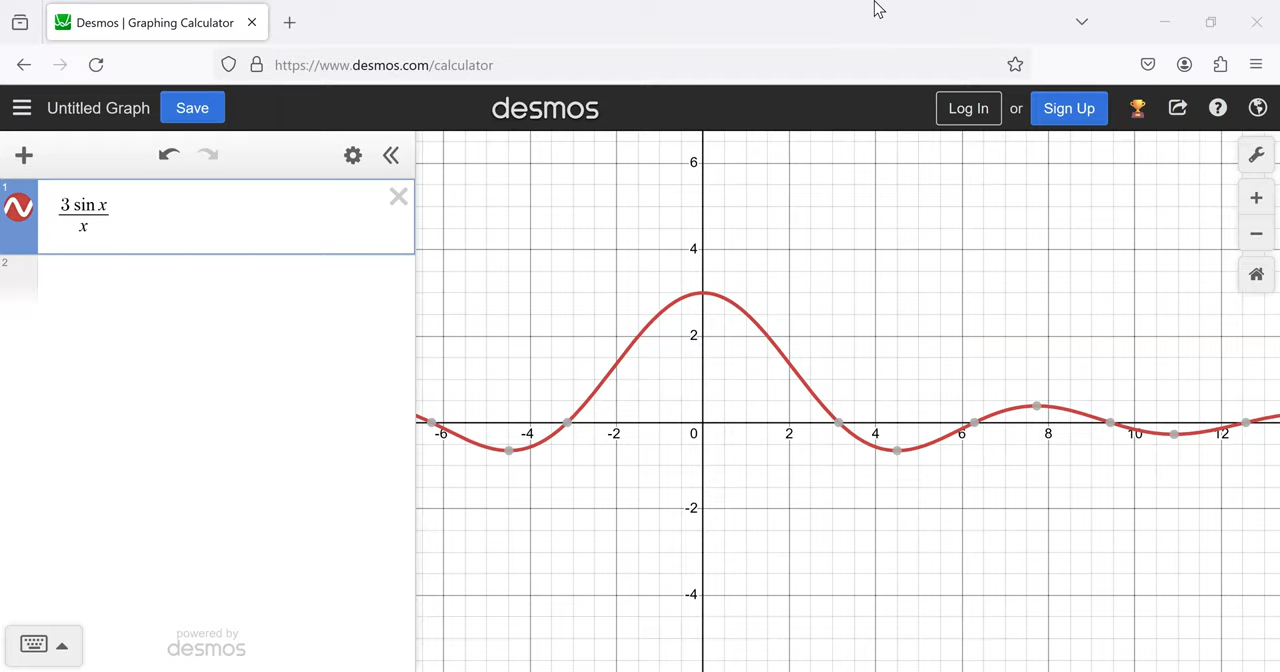 Desmos | Graphing Calculator
https://www.desmos.com/calculator
Untitled Graph
Save
desmos
Log In or Sign Up
1
3 sin x
x
2
powered by
desmos
6
4
2
-6 -4 -2 0 2 4 6 8 10 12
-2
-4